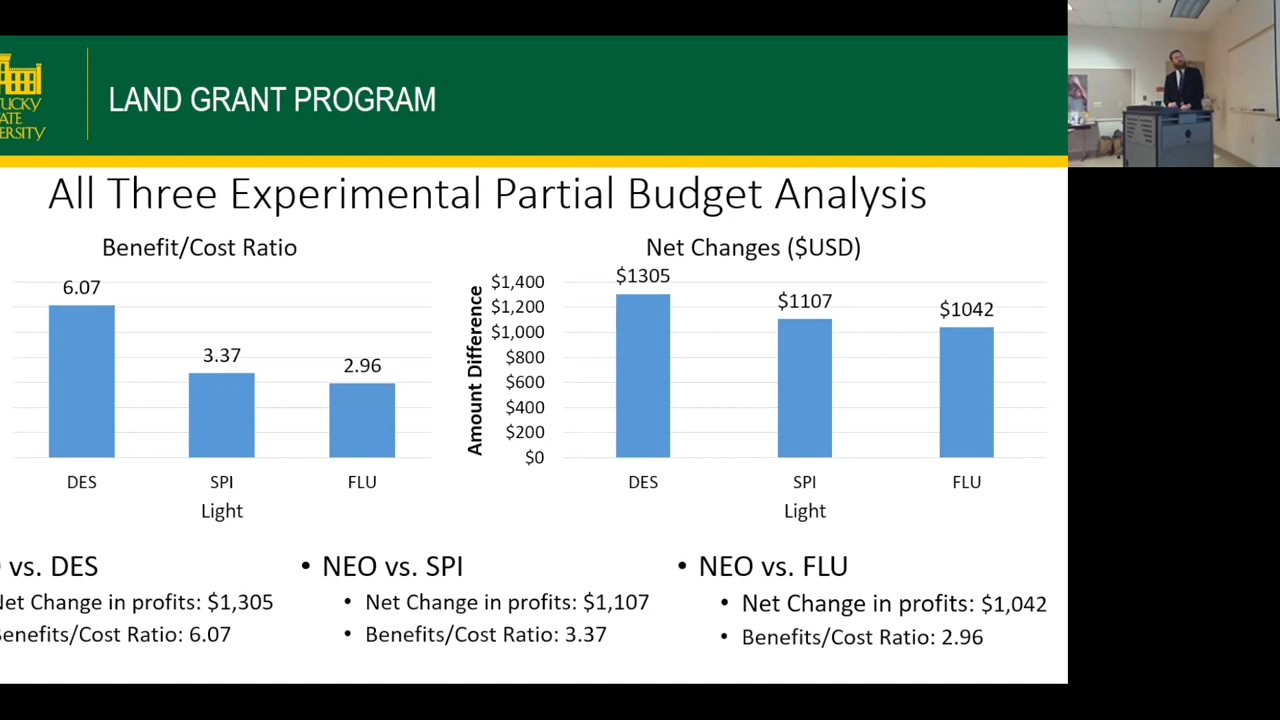 UCKY
ATE
ERSITY
LAND GRANT PROGRAM
All Three Experimental Partial Budget Analysis
Benefit/Cost Ratio
6.07
3.37
2.96
DES SPI FLU
Light
Net Changes ($USD)
Amount Difference
$1,400
$1,200
$1,000
$800
$600
$400
$200
$0
$1305
$1107
$1042
DES SPI FLU
Light
vs. DES
Net Change in profits: $1,305
Benefits/Cost Ratio: 6.07
• NEO vs. SPI
• Net Change in profits: $1,107
• Benefits/Cost Ratio: 3.37
• NEO vs. FLU
• Net Change in profits: $1,042
• Benefits/Cost Ratio: 2.96